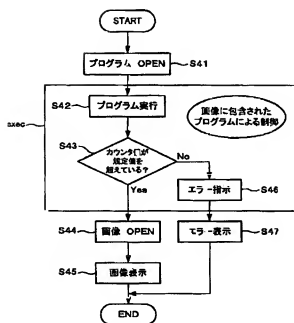 START
プログラム OPEN
S41
S42
プログラム実行
exec
画像に包含された
プログラムによる制御
S43
カウンタ(1)が
規定値を
超えている?
No
Yes
エラー指示
S46
S44
画像 OPEN
エラー表示
S47
S45
画像表示
END